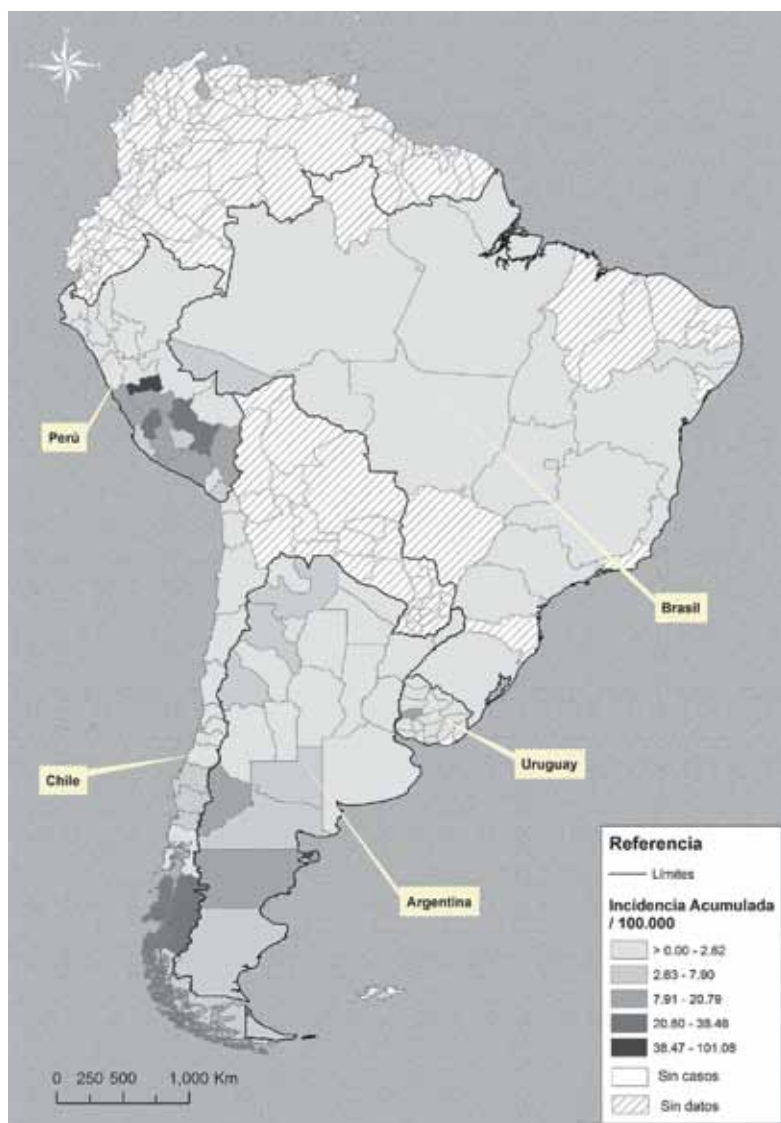 Perú
Brasil
Chile
Uruguay
Argentina
Referencia
Límites
Incidencia Acumulada
/ 100.000
> 0.00 - 2.62
2.63 - 7.90
7.91 - 20.79
20.80 - 38.46
38.47 - 101.08
Sin casos
Sin datos
0 250 500 1,000 Km